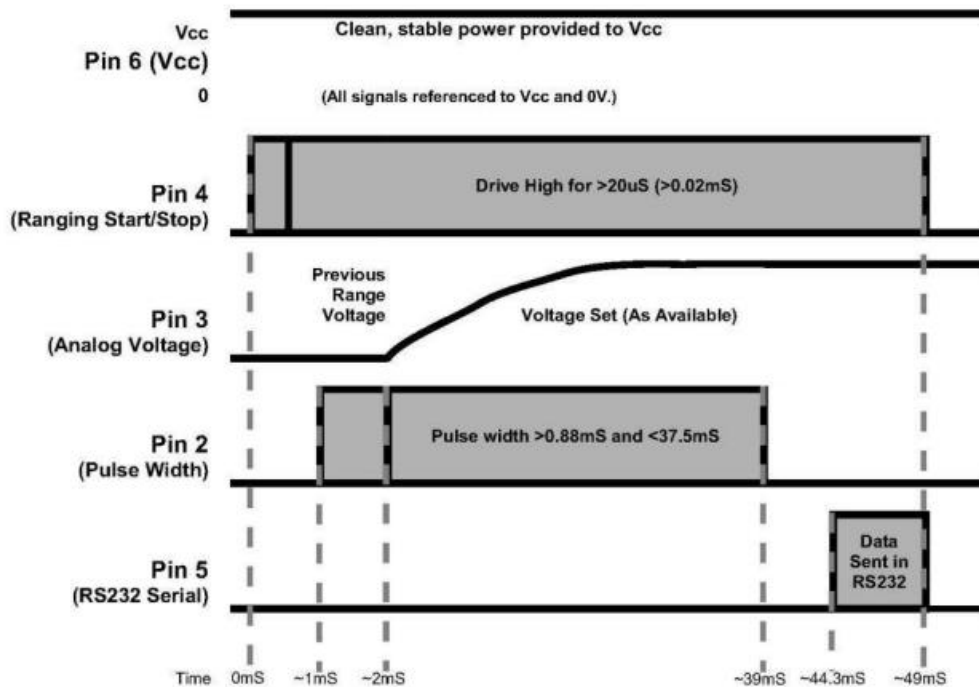 Vcc
Clean, stable power provided to Vcc
Pin 6 (Vcc)
0
(All signals referenced to Vcc and 0V.)
Pin 4
(Ranging Start/Stop)
Drive High for >20uS (>0.02mS)
Previous
Range
Voltage
Pin 3
(Analog Voltage)
Voltage Set (As Available)
Pin 2
(Pulse Width)
Pulse width >0.88mS and <37.5mS
Pin 5
(RS232 Serial)
Data
Sent in
RS232
Time 0mS ~1mS ~2mS ~39mS ~44.3mS ~49mS